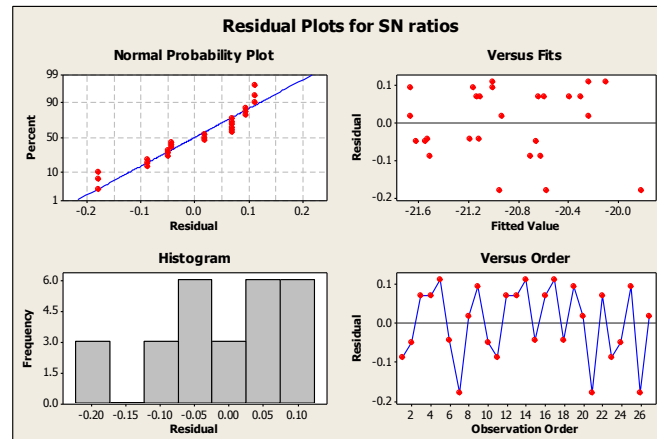 Residual Plots for SN ratios
Normal Probability Plot
99
90
50
10
1
Percent
-0.2 -0.1 0.0 0.1 0.2
Residual
Versus Fits
0.1
0.0
-0.1
-0.2
Residual
-21.6 -21.2 -20.8 -20.4 -20.0
Fitted Value
Histogram
6.0
4.5
3.0
1.5
0.0
Frequency
-0.20 -0.15 -0.10 -0.05 0.00 0.05 0.10
Residual
Versus Order
0.1
0.0
-0.1
-0.2
Residual
2 4 6 8 10 12 14 16 18 20 22 24 26
Observation Order